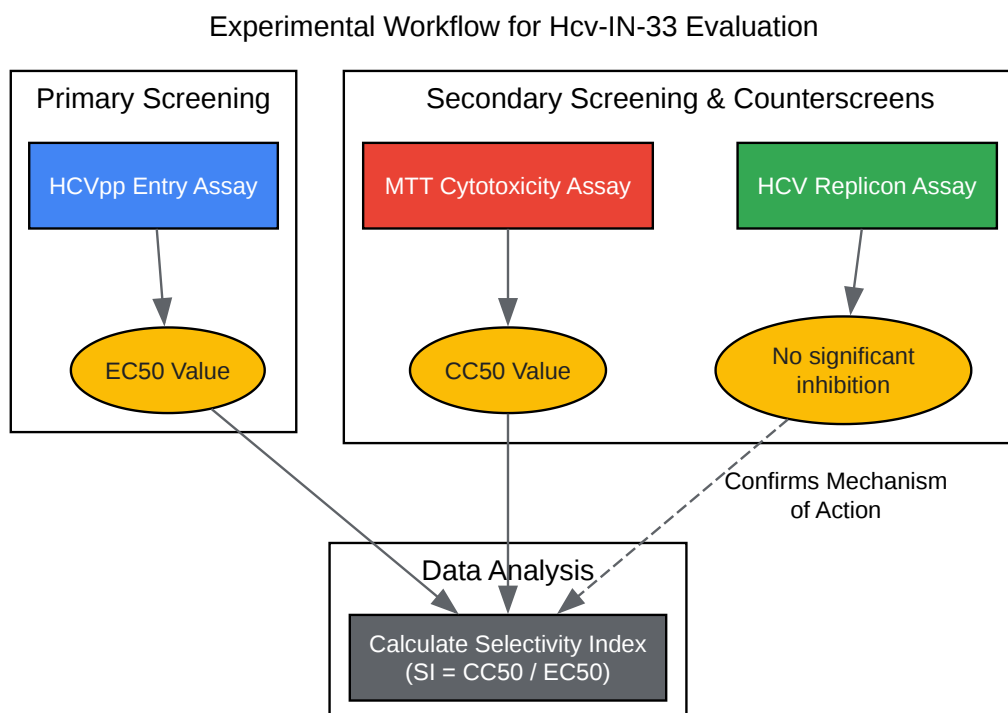 Experimental Workflow for Hcv-IN-33 Evaluation
Primary Screening
HCVpp Entry Assay
EC50 Value
Secondary Screening & Counterscreens
MTT Cytotoxicity Assay
HCV Replicon Assay
CC50 Value
No significant
inhibition
Confirms Mechanism
of Action
Data Analysis
Calculate Selectivity Index
(SI = CC50 / EC50)